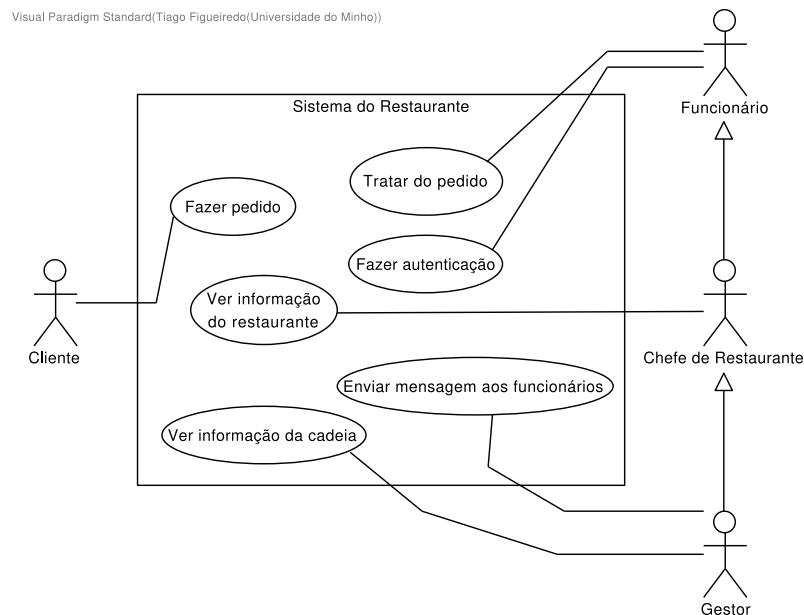 Visual Paradigm Standard(Tiago Figueiredo(Universidade do Minho))
Sistema do Restaurante
Funcionário
Tratar do pedido
Fazer pedido
Fazer autenticação
Ver informação
do restaurante
Cliente
Chefe de Restaurante
Enviar mensagem aos funcionários
Ver informação da cadeia
Gestor